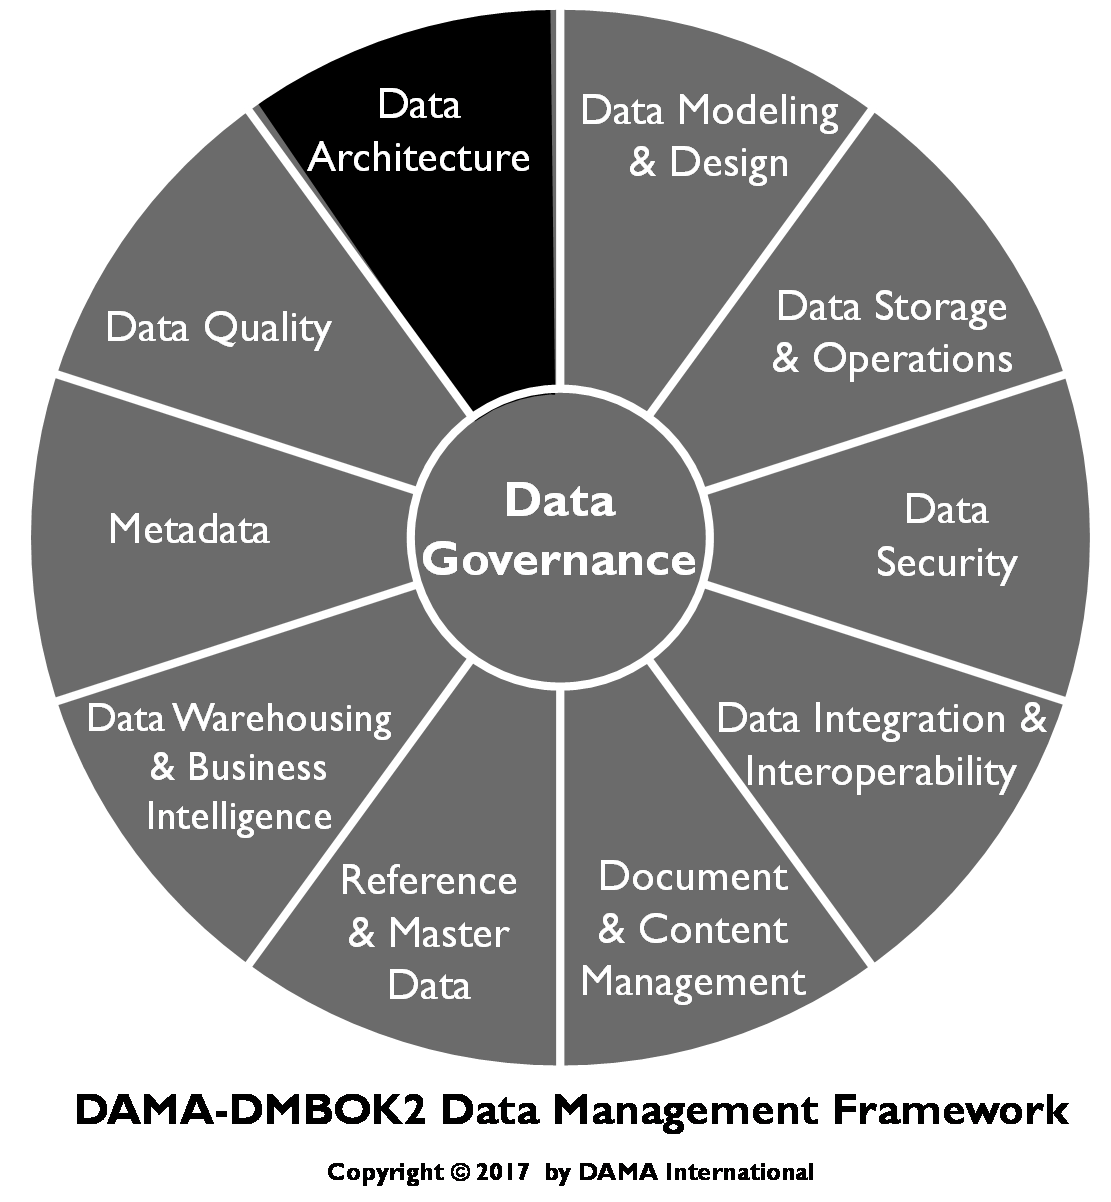 Data
Architecture
Data Modeling
& Design
Data Storage
& Operations
Data
Security
Data Integration &
Interoperability
Document
& Content
Management
Reference
& Master
Data
Data Warehousing
& Business
Intelligence
Metadata
Data Quality
Data
Governance
DAMA-DMBOK2 Data Management Framework
Copyright © 2017 by DAMA International